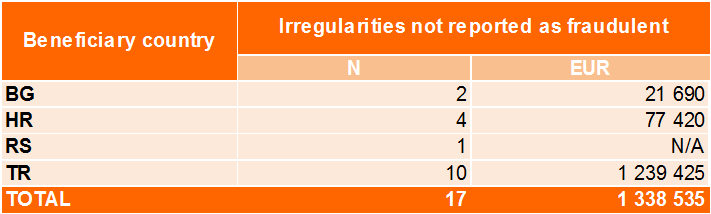 Beneficiary country Irregularities not reported as fraudulent
N EUR
BG 2 21 690
HR 4 77 420
RS 1 N/A
TR 10 1 239 425
TOTAL 17 1 338 535